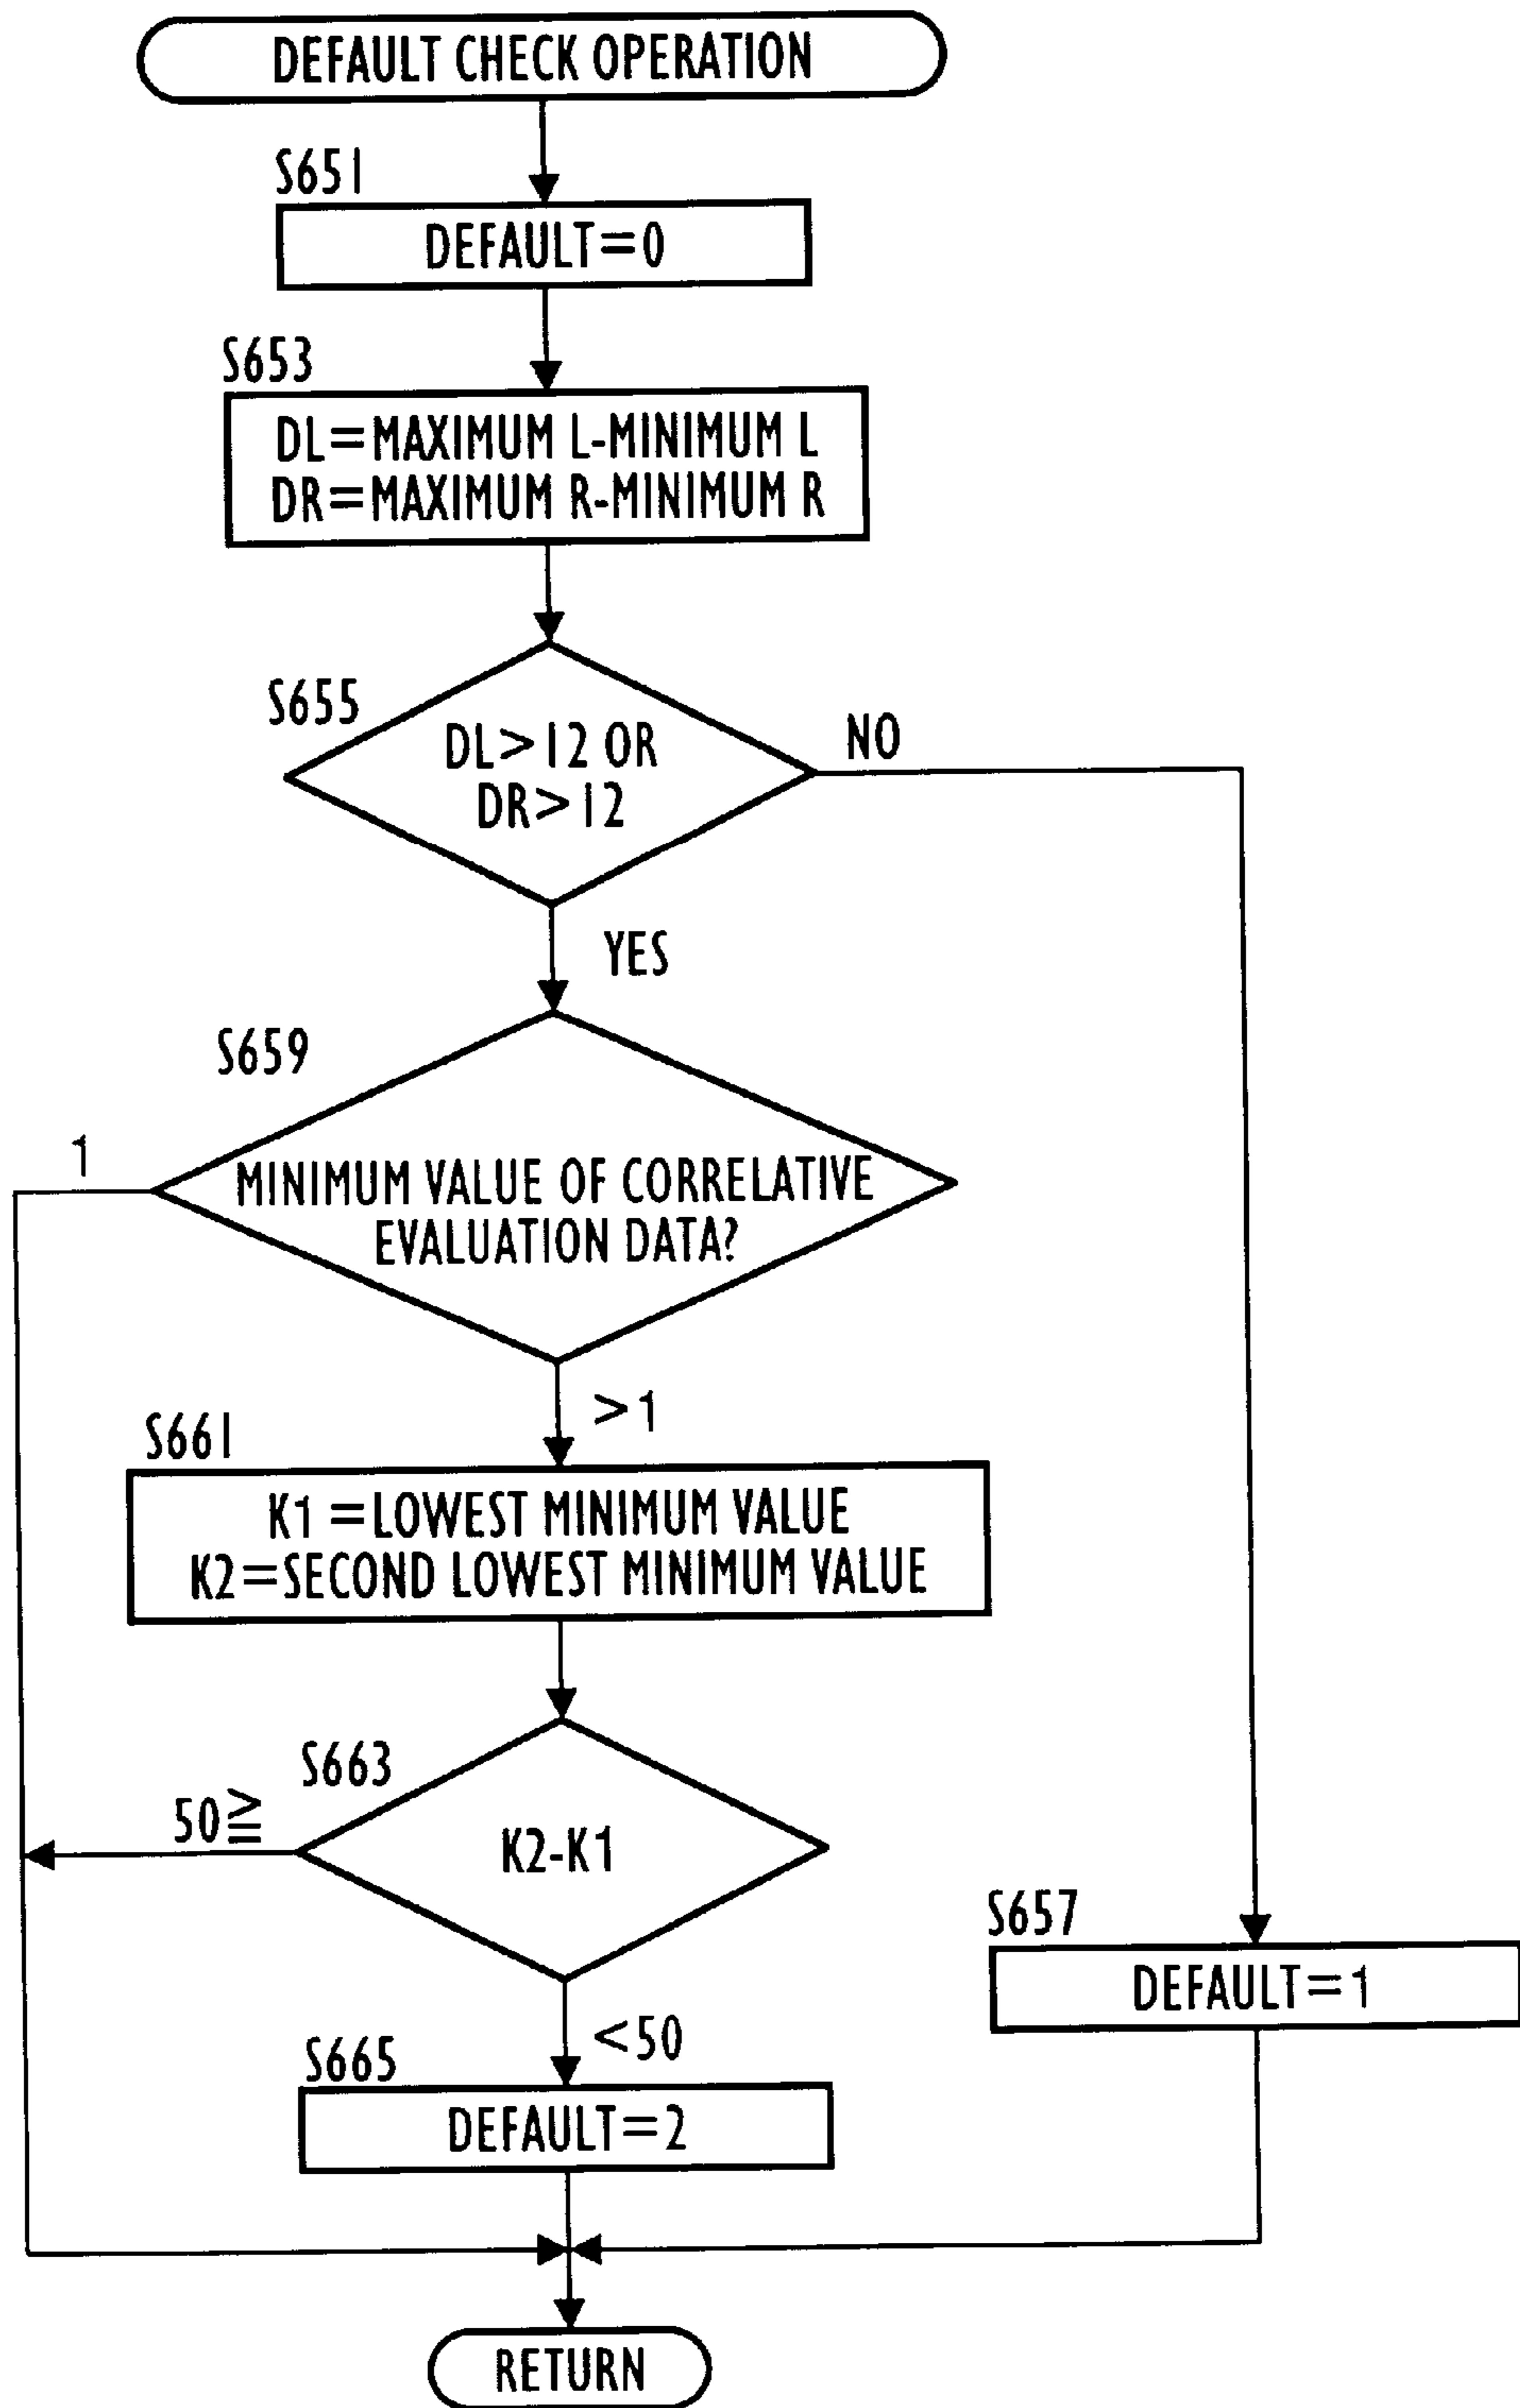 DEFAULT CHECK OPERATION
S651
DEFAULT=0
S653
DL=MAXIMUM L-MINIMUM L
DR=MAXIMUM R-MINIMUM R
S655
DL>12 OR
DR>12
NO
YES
S659
1
MINIMUM VALUE OF CORRELATIVE
EVALUATION DATA?
>1
S661
K1=LOWEST MINIMUM VALUE
K2=SECOND LOWEST MINIMUM VALUE
S663
50≧
K2-K1
S657
DEFAULT=1
<50
S665
DEFAULT=2
RETURN